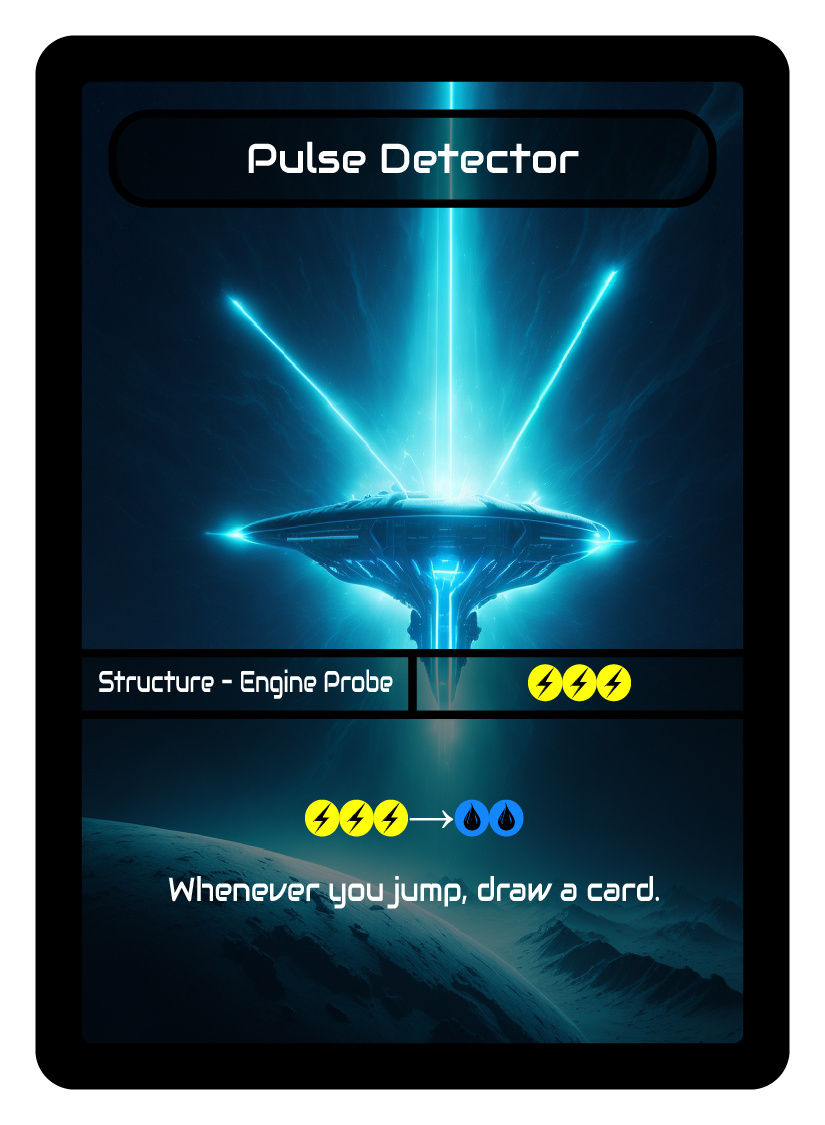 Pulse Detector
Structure - Engine Probe
→
Whenever you jump, draw a card.